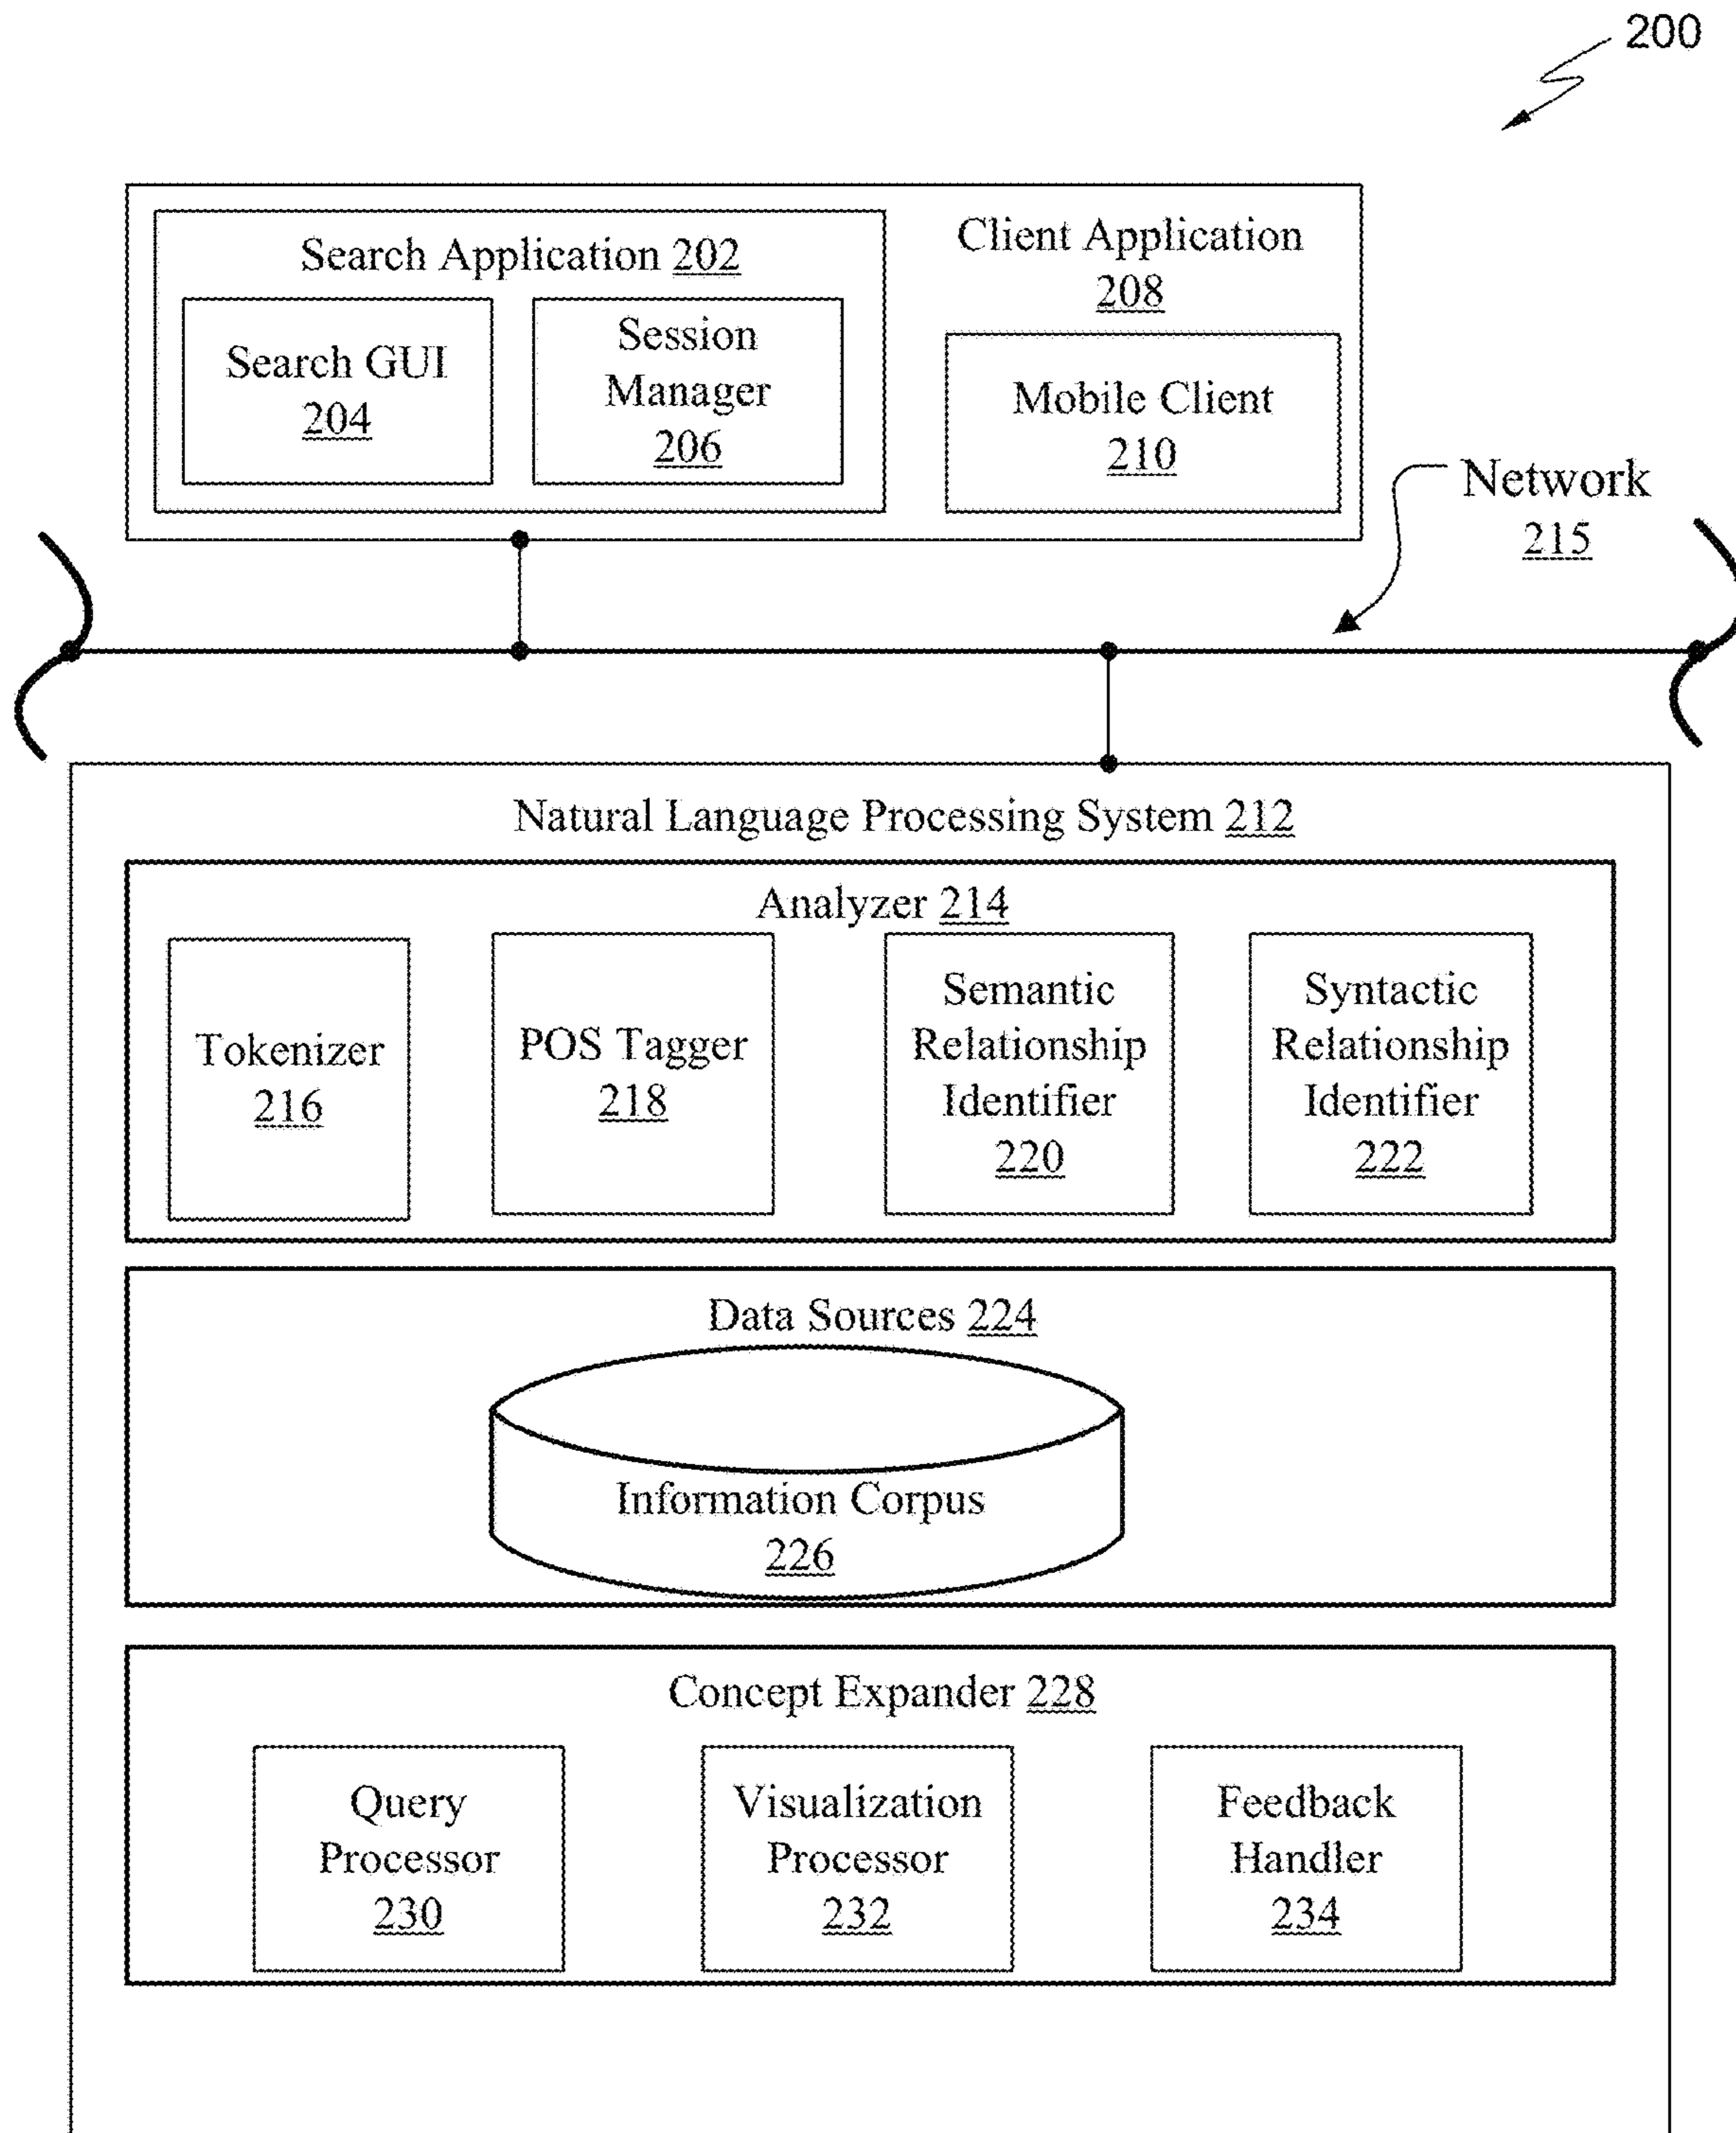 200
Search Application 202
Client Application
208
Search GUI
204
Session
Manager
206
Mobile Client
210
Network
215
Natural Language Processing System 212
Analyzer 214
Tokenizer
216
POS Tagger
218
Semantic
Relationship
Identifier
220
Syntactic
Relationship
Identifier
222
Data Sources 224
Information Corpus
226
Concept Expander 228
Query
Processor
230
Visualization
Processor
232
Feedback
Handler
234